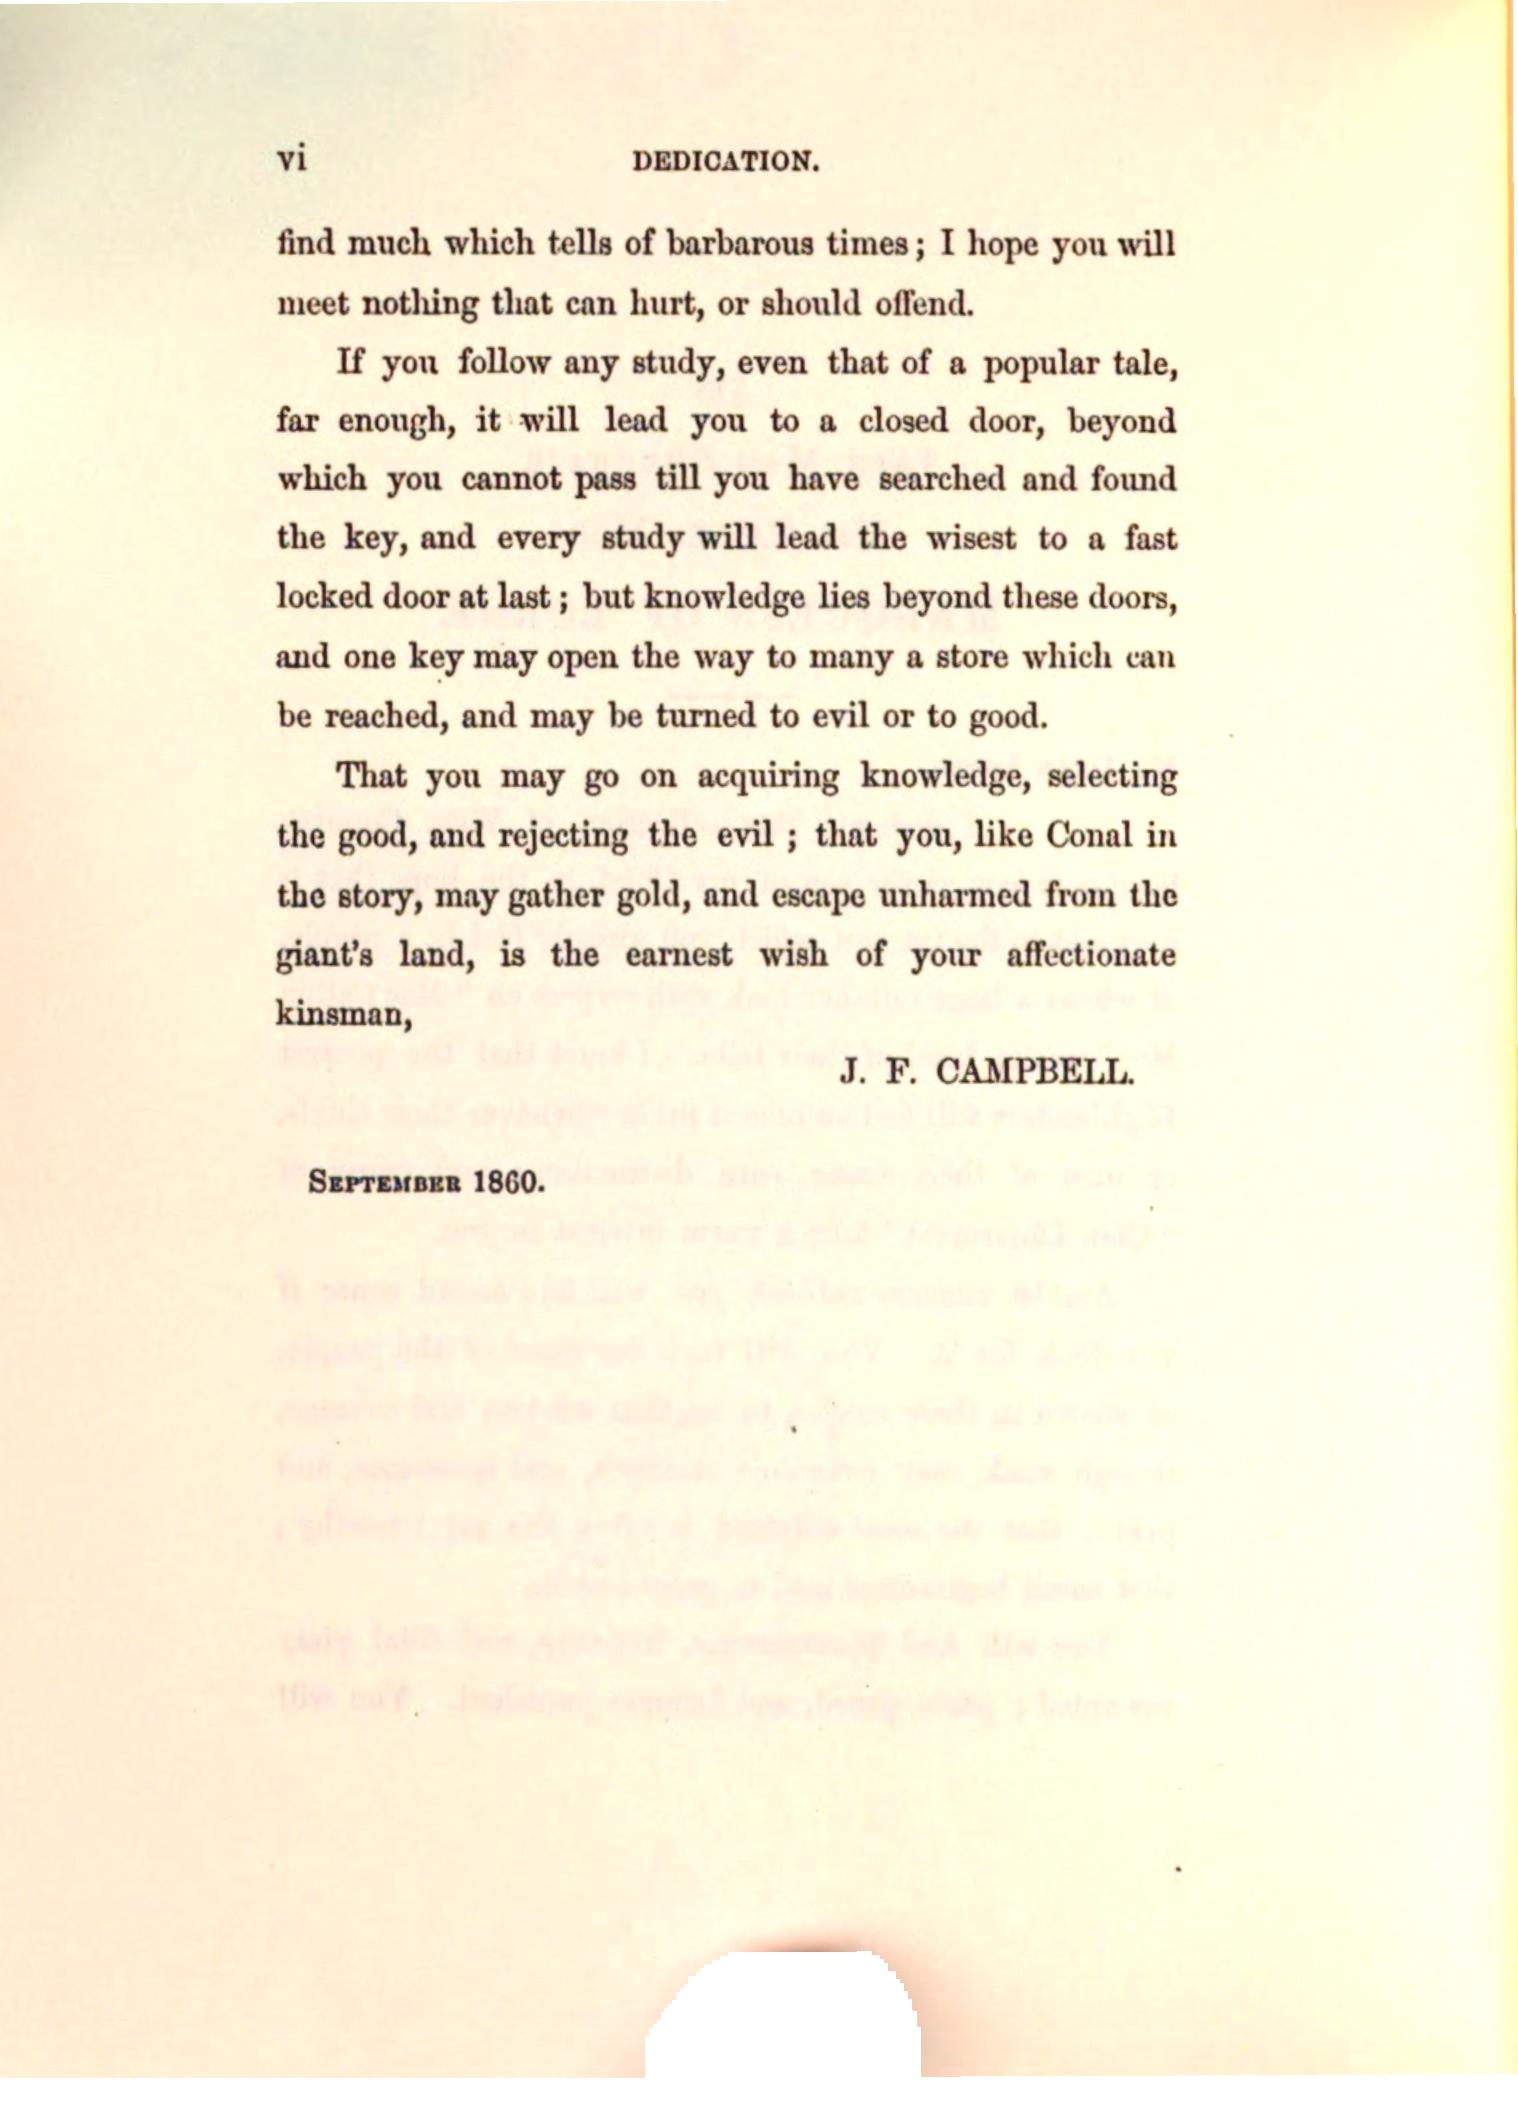 vi DEDICATION.
find much which tells of barbarous times; I hope you will
meet nothing that can hurt, or should offend.
If you follow any study, even that of a popular tale,
far enough, it will lead you to a closed door, beyond
which you cannot pass till you have searched and found
the key, and every study will lead the wisest to a fast
locked door at last; but knowledge lies beyond these doors,
and one key may open the way to many a store which can
be reached, and may be turned to evil or to good.
That you may go on acquiring knowledge, selecting
the good, and rejecting the evil; that you, like Conal in
the story, may gather gold, and escape unharmed from the
giant's land, is the earnest wish of your affectionate
kinsman,
J. F. CAMPBELL.
SEPTEMBER 1860.